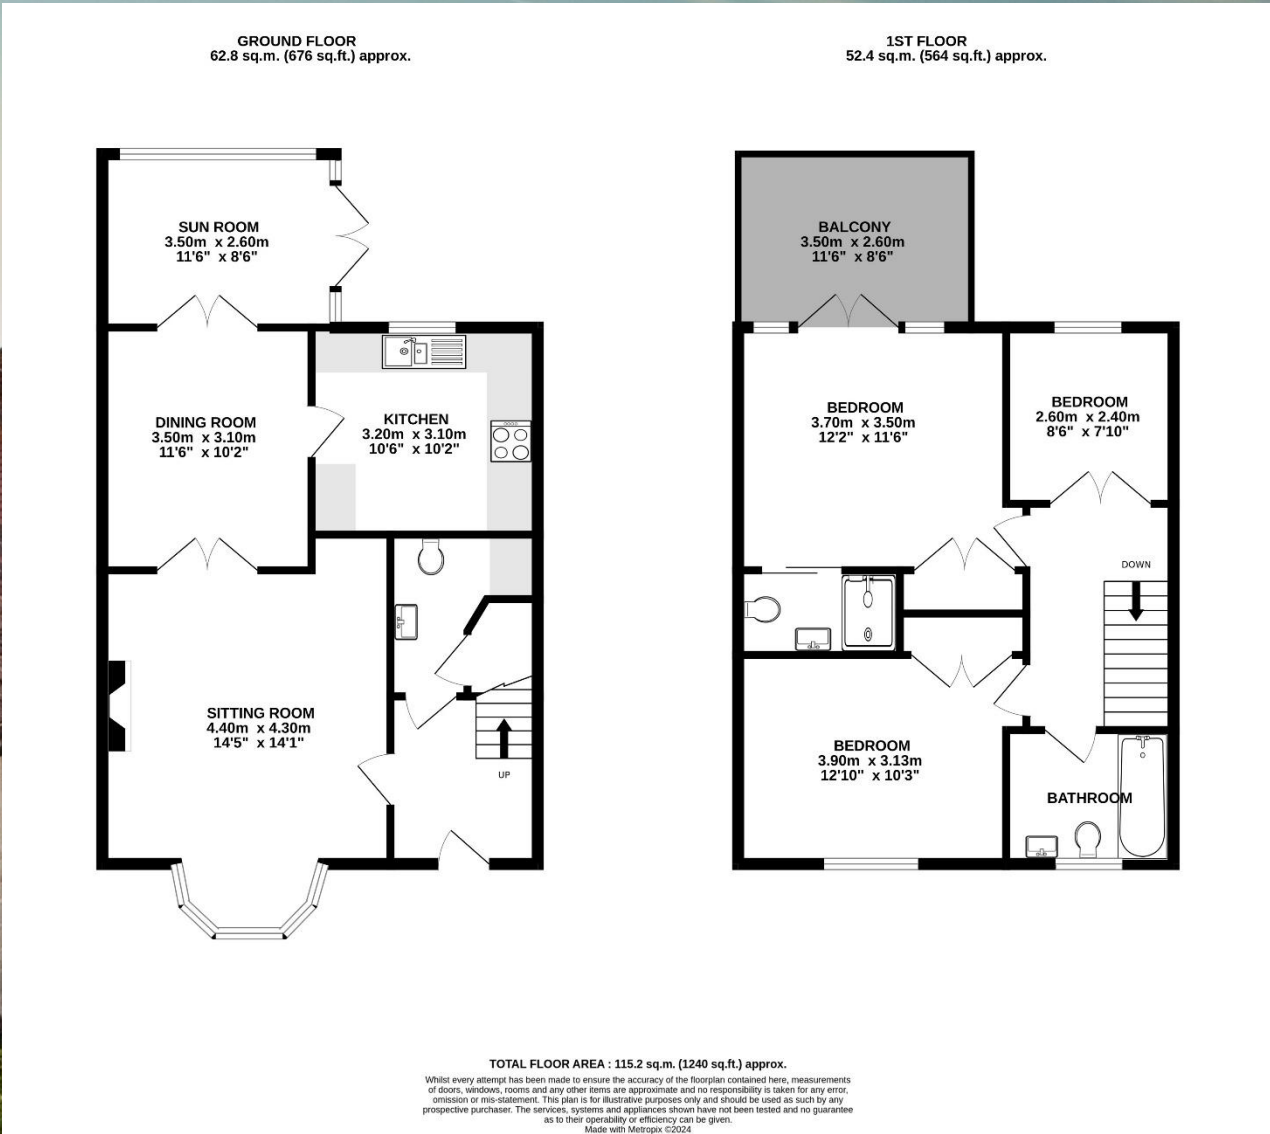 GROUND FLOOR
62.8 sq.m. (676 sq.ft.) approx.
1ST FLOOR
52.4 sq.m. (564 sq.ft.) approx.
SUN ROOM
3.50m x 2.60m
11'6" x 8'6"
DINING ROOM
3.50m x 3.10m
11'6" x 10'2"
KITCHEN
3.20m x 3.10m
10'6" x 10'2"
SITTING ROOM
4.40m x 4.30m
14'5" x 14'1"
UP
BALCONY
3.50m x 2.60m
11'6" x 8'6"
BEDROOM
3.70m x 3.50m
12'2" x 11'6"
BEDROOM
2.60m x 2.40m
8'6" x 7'10"
DOWN
BEDROOM
3.90m x 3.13m
12'10" x 10'3"
BATHROOM
TOTAL FLOOR AREA : 115.2 sq.m. (1240 sq.ft.) approx.
Whilst every attempt has been made to ensure the accuracy of the floorplan contained here, measurements
of doors, windows, rooms and any other items are approximate and no responsibility is taken for any error,
omission or mis-statement. This plan is for illustrative purposes only and should be used as such by any
prospective purchaser. The services, systems and appliances shown have not been tested and no guarantee
as to their operability or efficiency can be given.
Made with Metropix ©2024